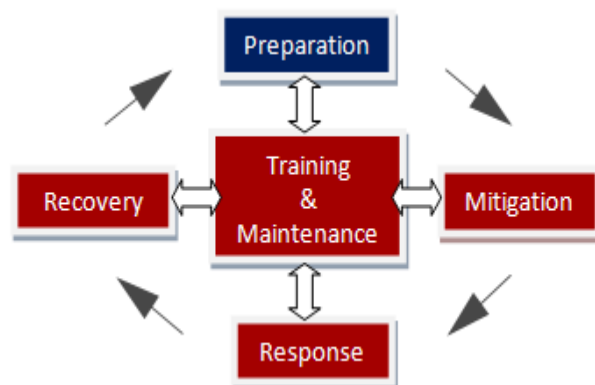 Preparation
Training
&
Maintenance
Recovery
Mitigation
Response